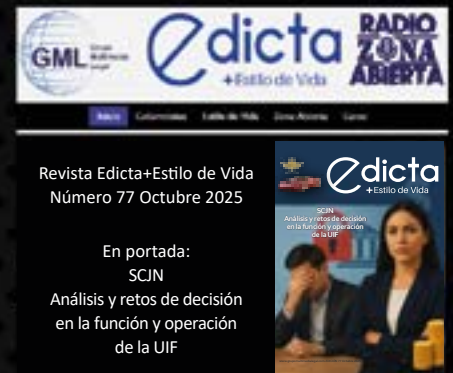 GML
edicta
+Estilo de Vida
RADIO
ZONA
ABIERTA
Inicio Columnistas Estilo de Vida Zona Abierta
Revista Edicta+Estilo de Vida
Número 77 Octubre 2025
En portada:
SCJN
Análisis y retos de decisión
en la función y operación
de la UIF
edicta
+Estilo de Vida
SCJN
Análisis y retos de decisión
en la función y operación
de la UIF